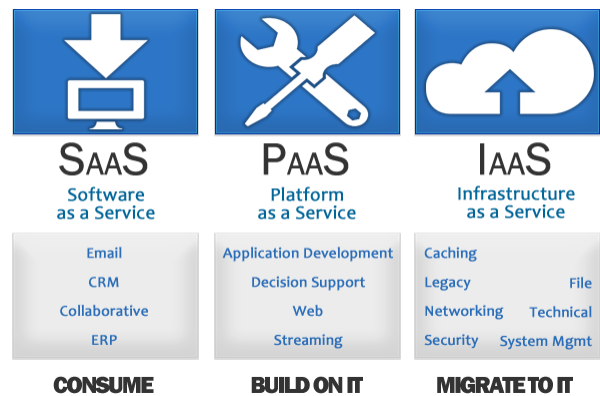 SaaS
Software
as a Service
Email
CRM
Collaborative
ERP
CONSUME
PaaS
Platform
as a Service
Application Development
Decision Support
Web
Streaming
BUILD ON IT
IaaS
Infrastructure
as a Service
Caching
Legacy File
Networking Technical
Security System Mgmt
MIGRATE TO IT